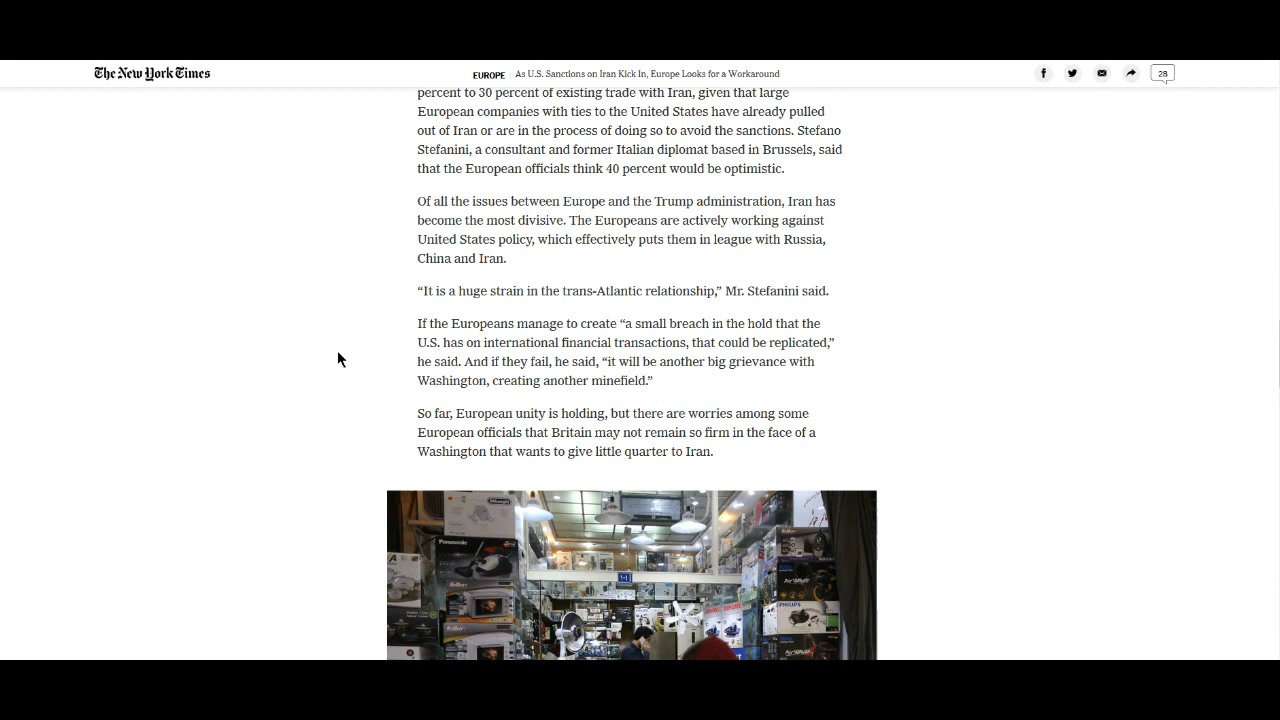 The New York Times
EUROPE | As U.S. Sanctions on Iran Kick In, Europe Looks for a Workaround
28
percent to 30 percent of existing trade with Iran, given that large
European companies with ties to the United States have already pulled
out of Iran or are in the process of doing so to avoid the sanctions. Stefano
Stefanini, a consultant and former Italian diplomat based in Brussels, said
that the European officials think 40 percent would be optimistic.
Of all the issues between Europe and the Trump administration, Iran has
become the most divisive. The Europeans are actively working against
United States policy, which effectively puts them in league with Russia,
China and Iran.
“It is a huge strain in the trans-Atlantic relationship,” Mr. Stefanini said.
If the Europeans manage to create “a small breach in the hold that the
U.S. has on international financial transactions, that could be replicated,”
he said. And if they fail, he said, “it will be another big grievance with
Washington, creating another minefield.”
So far, European unity is holding, but there are worries among some
European officials that Britain may not remain so firm in the face of a
Washington that wants to give little quarter to Iran.
DeLonghi
Panasonic
PHILIPS